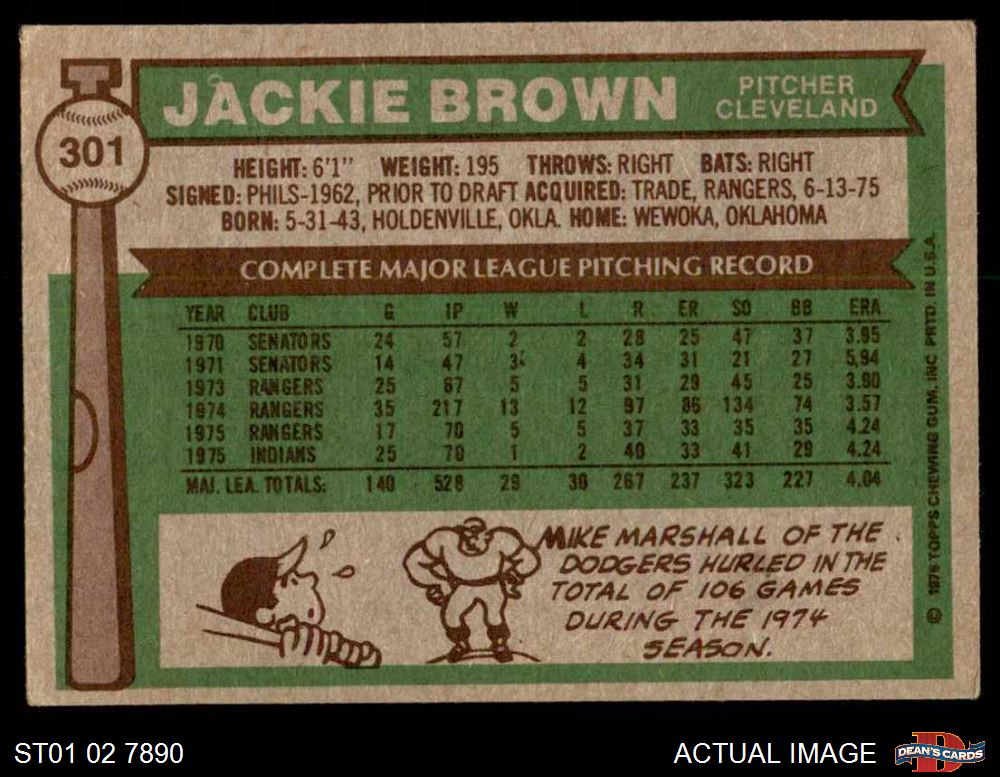 JACKIE BROWN
PITCHER
CLEVELAND
301
HEIGHT: 6'1" WEIGHT: 195 THROWS: RIGHT BATS: RIGHT
SIGNED: PHILS-1962, PRIOR TO DRAFT ACQUIRED: TRADE, RANGERS, 6-13-75
BORN: 5-31-43, HOLDENVILLE, OKLA. HOME: WEWOKA, OKLAHOMA
COMPLETE MAJOR LEAGUE PITCHING RECORD
YEAR CLUB G IP W L R ER SO BB ERA
1970 SENATORS 24 57 2 2 28 25 47 37 3.95
1971 SENATORS 14 47 3 4 34 31 21 27 5.94
1973 RANGERS 25 67 5 5 31 29 45 25 3.90
1974 RANGERS 35 217 13 12 97 86 134 74 3.57
1975 RANGERS 17 70 5 5 37 33 35 35 4.24
1975 INDIANS 25 70 1 2 40 33 41 29 4.24
MAJ. LEA. TOTALS: 140 528 29 30 267 237 323 227 4.04
MIKE MARSHALL OF THE
DODGERS HURLED IN THE
TOTAL OF 106 GAMES
DURING THE 1974
SEASON.
© 1976 TOPPS CHEWING GUM, INC. PRTD. IN U.S.A.
ST01 02 7890
ACTUAL IMAGE
D
DEAN'S CARDS